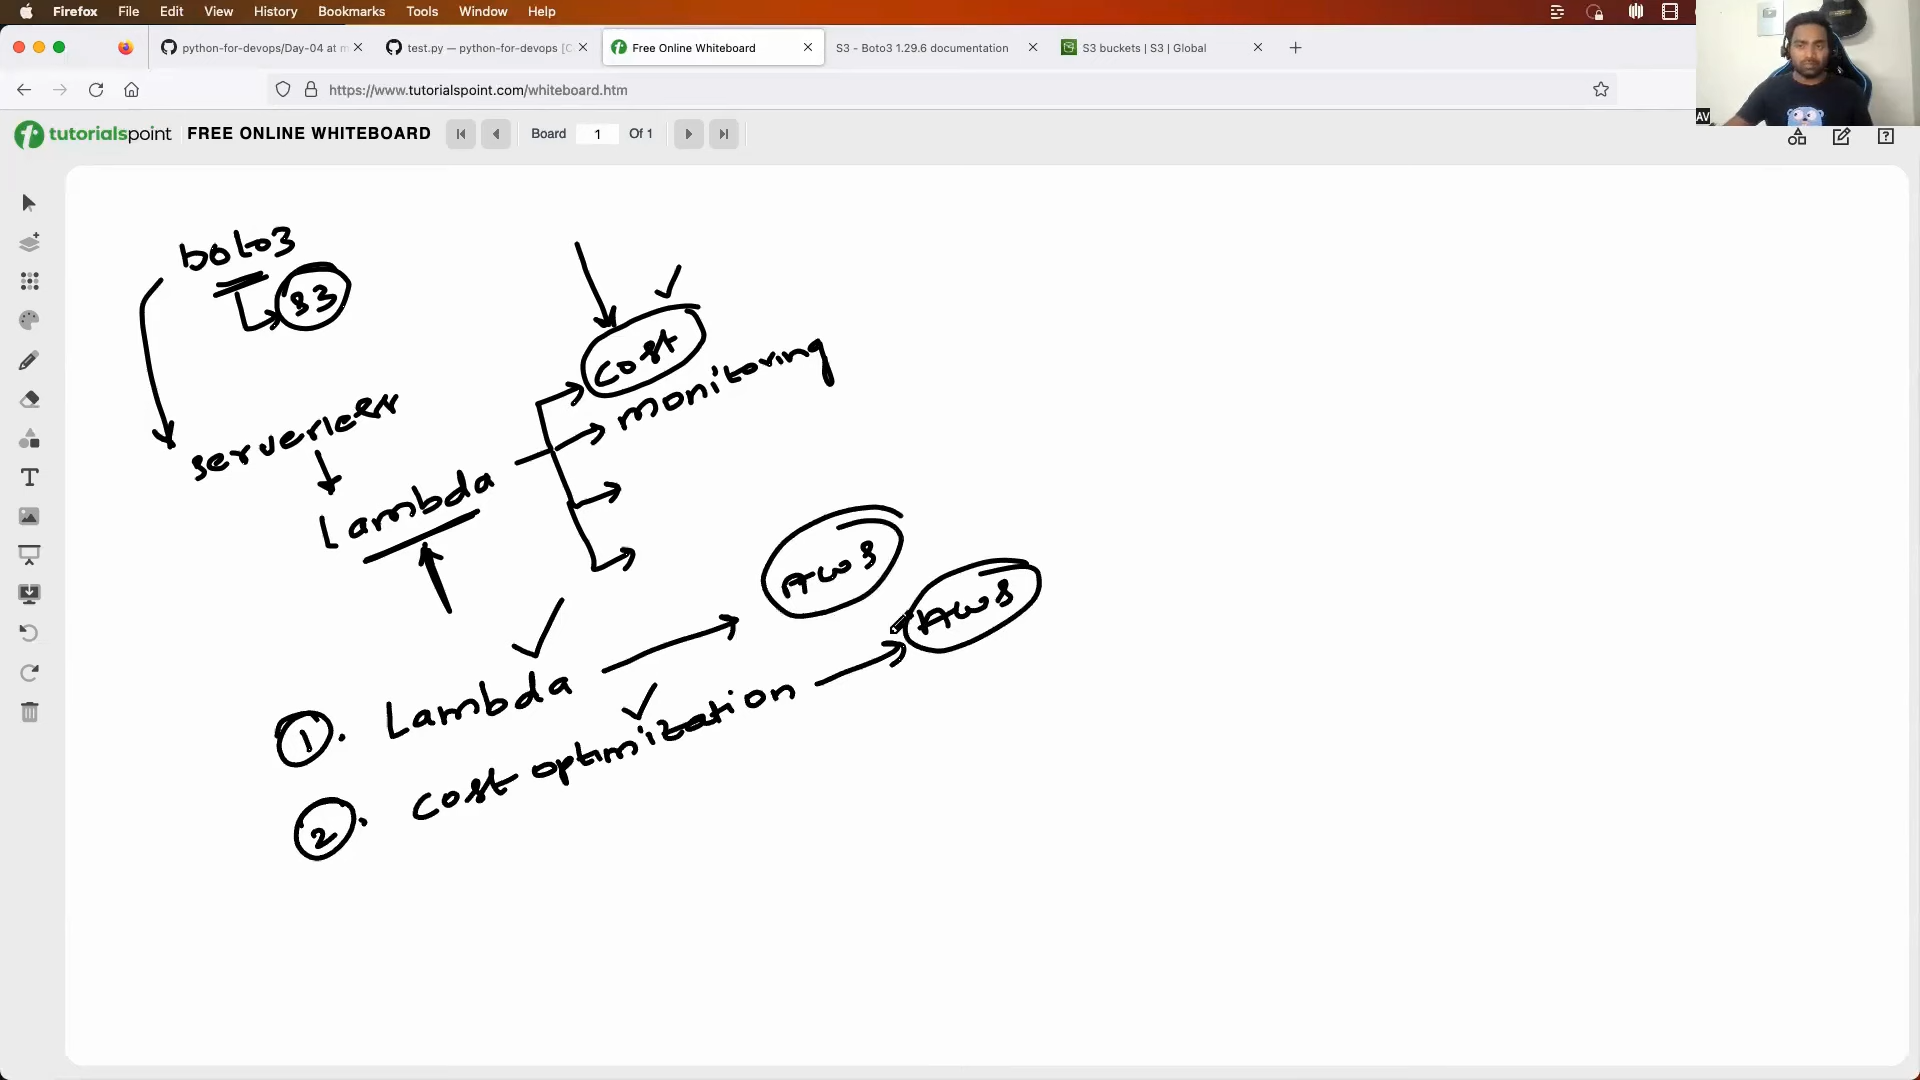 Firefox File Edit View History Bookmarks Tools Window Help
python-for-devops/Day-04 at m
test.py — python-for-devops [C
Free Online Whiteboard
S3 - Boto3 1.29.6 documentation
S3 buckets | S3 | Global
https://www.tutorialspoint.com/whiteboard.htm
AV
tutorialspoint FREE ONLINE WHITEBOARD Board 1 Of 1
boto3
S3
cost
monitoring
serverless
Lambda
AWS
AWS
1. Lambda
2. cost optimization